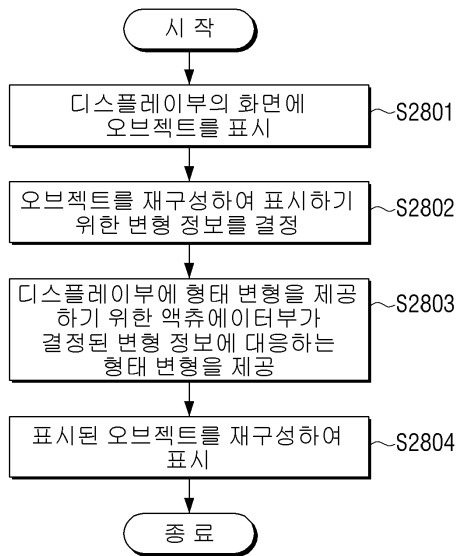 시 작
디스플레이부의 화면에
오브젝트를 표시
S2801
오브젝트를 재구성하여 표시하기
위한 변형 정보를 결정
S2802
디스플레이부에 형태 변형을 제공
하기 위한 액츄에이터부가
결정된 변형 정보에 대응하는
형태 변형을 제공
S2803
표시된 오브젝트를 재구성하여
표시
S2804
종 료